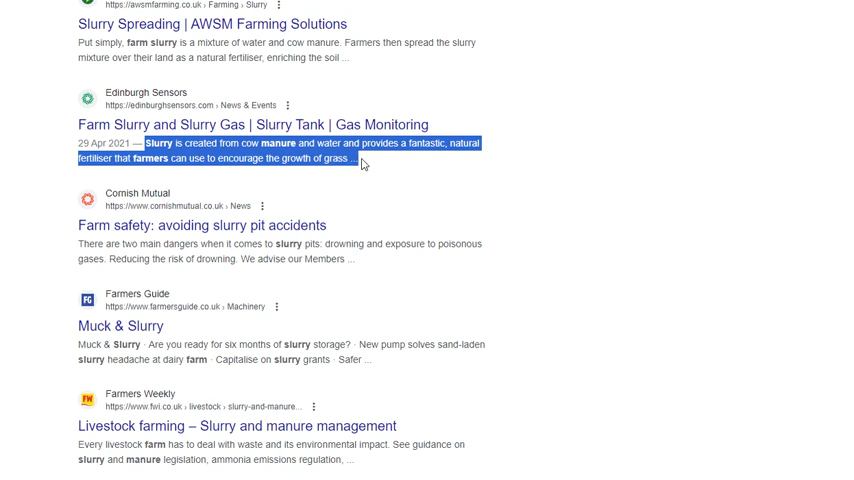 https://awsmfarming.co.uk › Farming › Slurry
Slurry Spreading | AWSM Farming Solutions
Put simply, farm slurry is a mixture of water and cow manure. Farmers then spread the slurry
mixture over their land as a natural fertiliser, enriching the soil ...
Edinburgh Sensors
https://edinburghsensors.com › News & Events
Farm Slurry and Slurry Gas | Slurry Tank | Gas Monitoring
29 Apr 2021 — Slurry is created from cow manure and water and provides a fantastic, natural
fertiliser that farmers can use to encourage the growth of grass ...
Cornish Mutual
https://www.cornishmutual.co.uk › News
Farm safety: avoiding slurry pit accidents
There are two main dangers when it comes to slurry pits: drowning and exposure to poisonous
gases. Reducing the risk of drowning. We advise our Members ...
FG
Farmers Guide
https://www.farmersguide.co.uk › Machinery
Muck & Slurry
Muck & Slurry · Are you ready for six months of slurry storage? · New pump solves sand-laden
slurry headache at dairy farm · Capitalise on slurry grants · Safer ...
FW
Farmers Weekly
https://www.fwi.co.uk › livestock › slurry-and-manure...
Livestock farming – Slurry and manure management
Every livestock farm has to deal with waste and its environmental impact. See guidance on
slurry and manure legislation, ammonia emissions regulation, ...